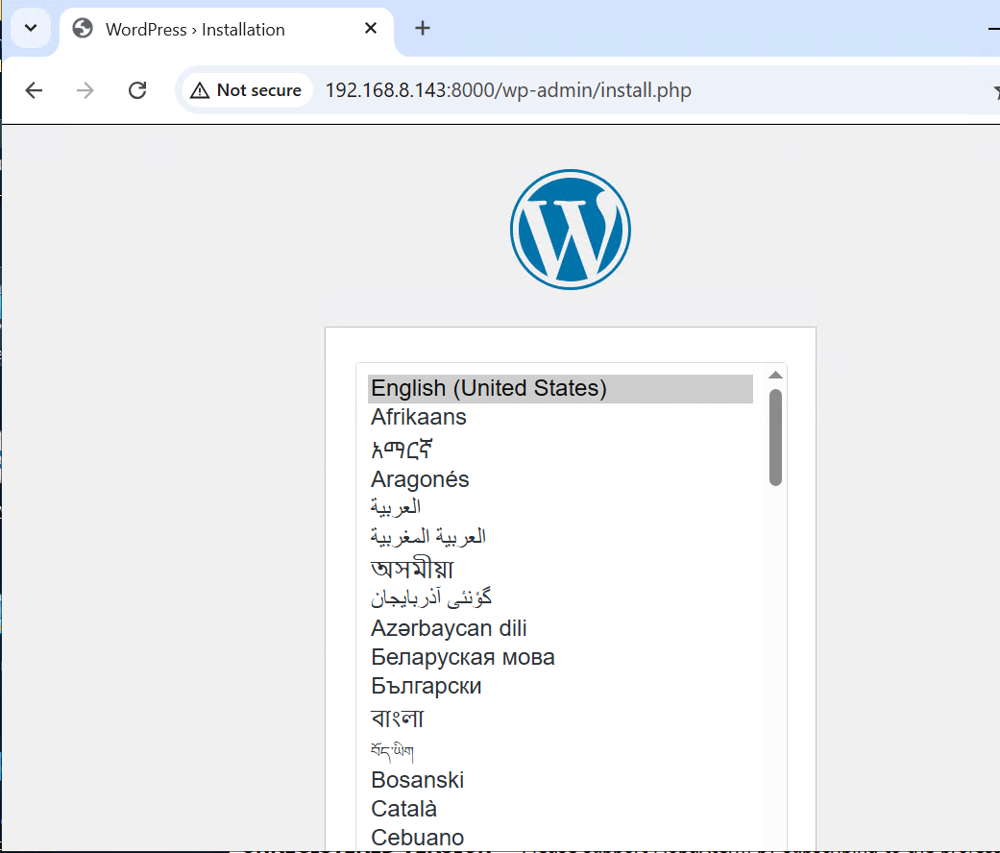 WordPress › Installation
Not secure
192.168.8.143:8000/wp-admin/install.php
English (United States)
Afrikaans
አማርኛ
Aragonés
العربية
العربية المغربية
অসমীয়া
گؤنئی آذربایجان
Azərbaycan dili
Беларуская мова
Български
বাংলা
བོད་ཡིག
Bosanski
Català
Cebuano